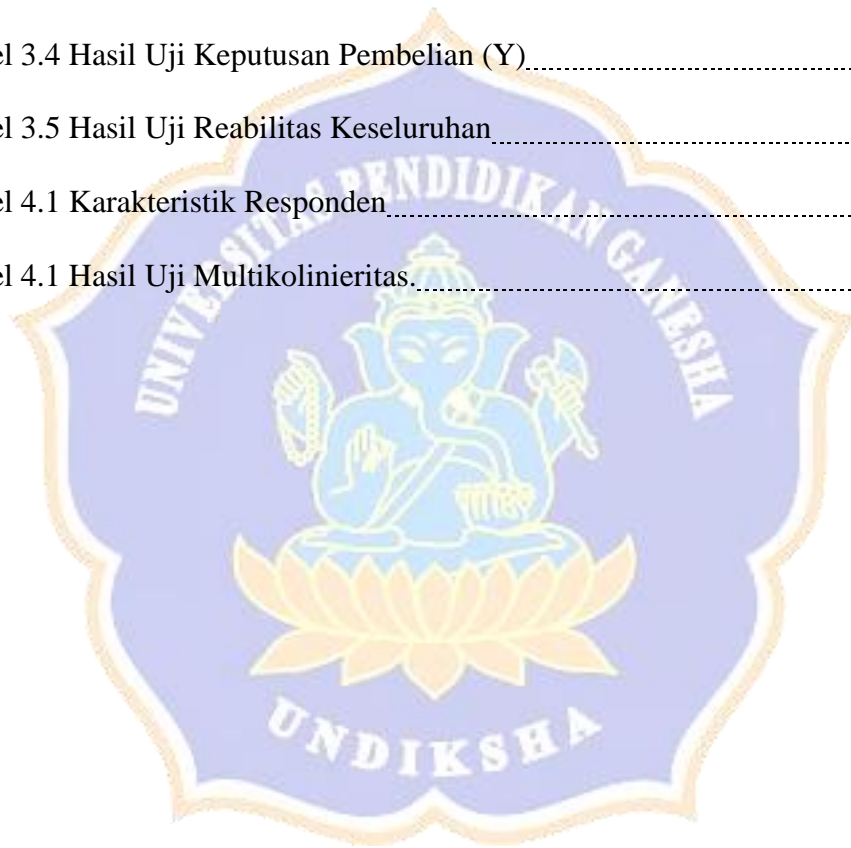 el 3.4 Hasil Uji Keputusan Pembelian (Y)
el 3.5 Hasil Uji Reabilitas Keseluruhan
el 4.1 Karakteristik Responden
el 4.1 Hasil Uji Multikolinieritas.
UNIVERSITAS PENDIDIKAN GANESHA
UNDIKSHA